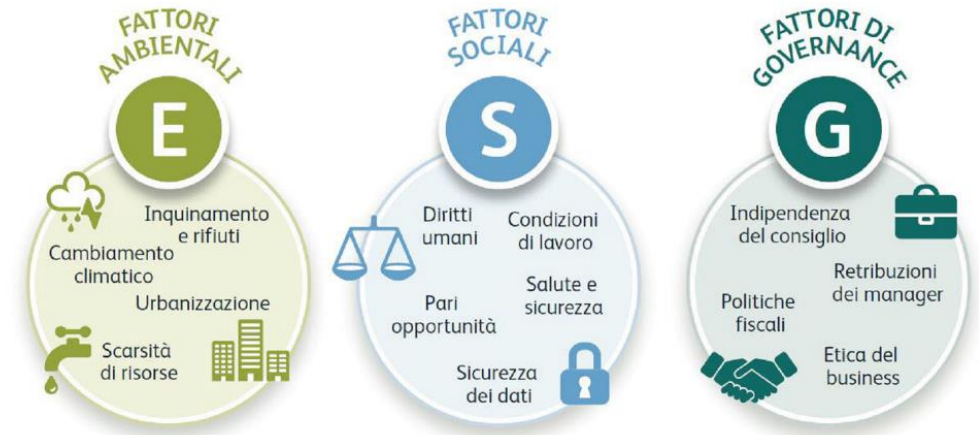 FATTORI
AMBIENTALI
E
Inquinamento
e rifiuti
Cambiamento
climatico
Urbanizzazione
Scarsità
di risorse
FATTORI
SOCIALI
S
Diritti
umani
Condizioni
di lavoro
Pari
opportunità
Salute e
sicurezza
Sicurezza
dei dati
FATTORI DI
GOVERNANCE
G
Indipendenza
del consiglio
Retribuzioni
dei manager
Politiche
fiscali
Etica del
business